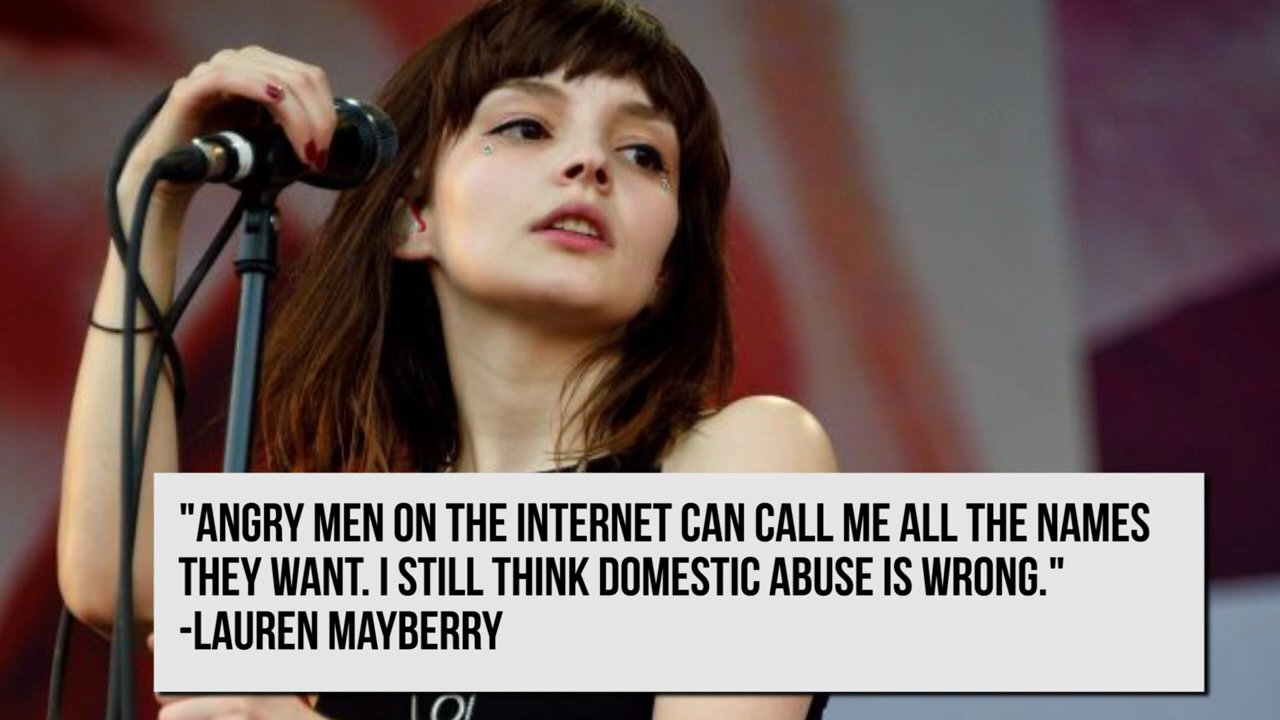 "ANGRY MEN ON THE INTERNET CAN CALL ME ALL THE NAMES
THEY WANT. I STILL THINK DOMESTIC ABUSE IS WRONG."
-LAUREN MAYBERRY